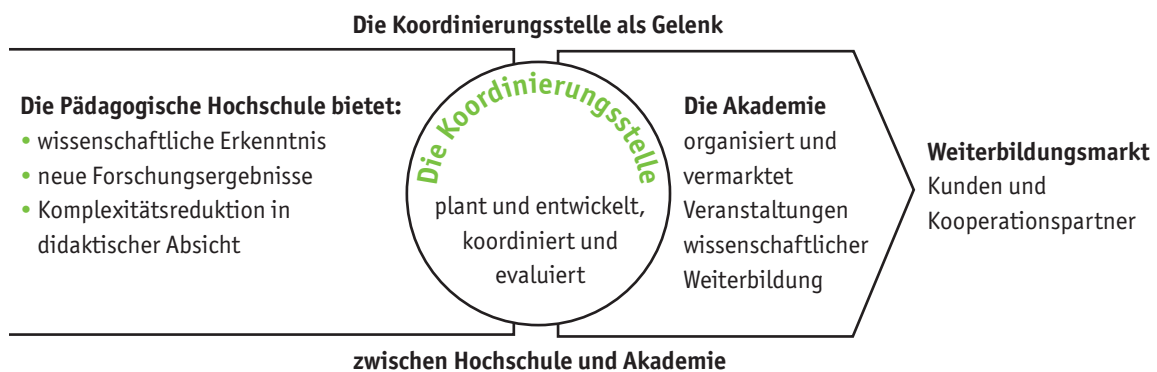 Die Koordinierungsstelle als Gelenk
Die Pädagogische Hochschule bietet:
• wissenschaftliche Erkenntnis
• neue Forschungsergebnisse
• Komplexitätsreduktion in
didaktischer Absicht
Die Koordinierungsstelle
plant und entwickelt,
koordiniert und
evaluiert
Die Akademie
organisiert und
vermarktet
Veranstaltungen
wissenschaftlicher
Weiterbildung
Weiterbildungsmarkt
Kunden und
Kooperationspartner
zwischen Hochschule und Akademie